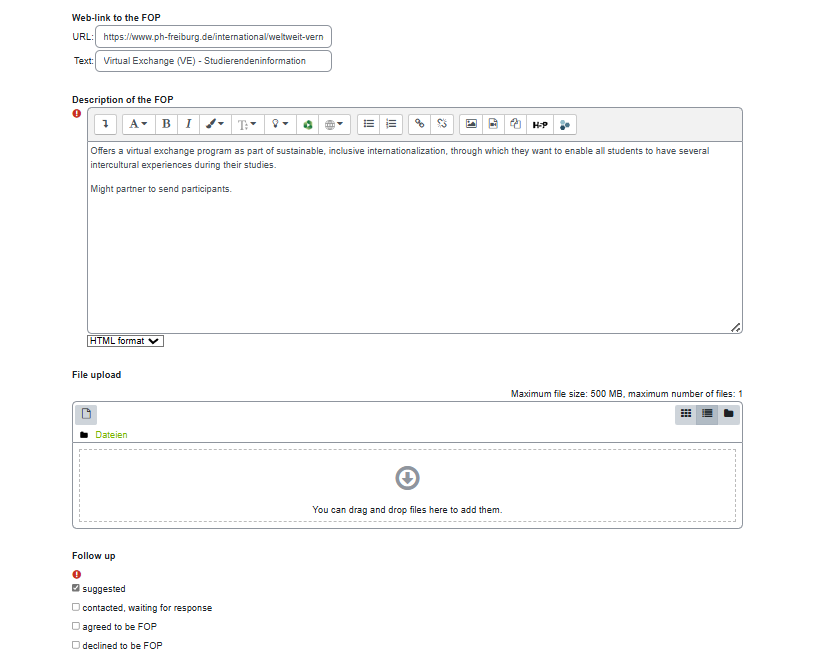 Web-link to the FOP
URL: https://www.ph-freiburg.de/international/weltweit-vern
Text: Virtual Exchange (VE) - Studierendeninformation
Description of the FOP
A B I T H-P
Offers a virtual exchange program as part of sustainable, inclusive internationalization, through which they want to enable all students to have several
intercultural experiences during their studies.
Might partner to send participants.
HTML format
File upload
Maximum file size: 500 MB, maximum number of files: 1
Dateien
You can drag and drop files here to add them.
Follow up
suggested
contacted, waiting for response
agreed to be FOP
declined to be FOP